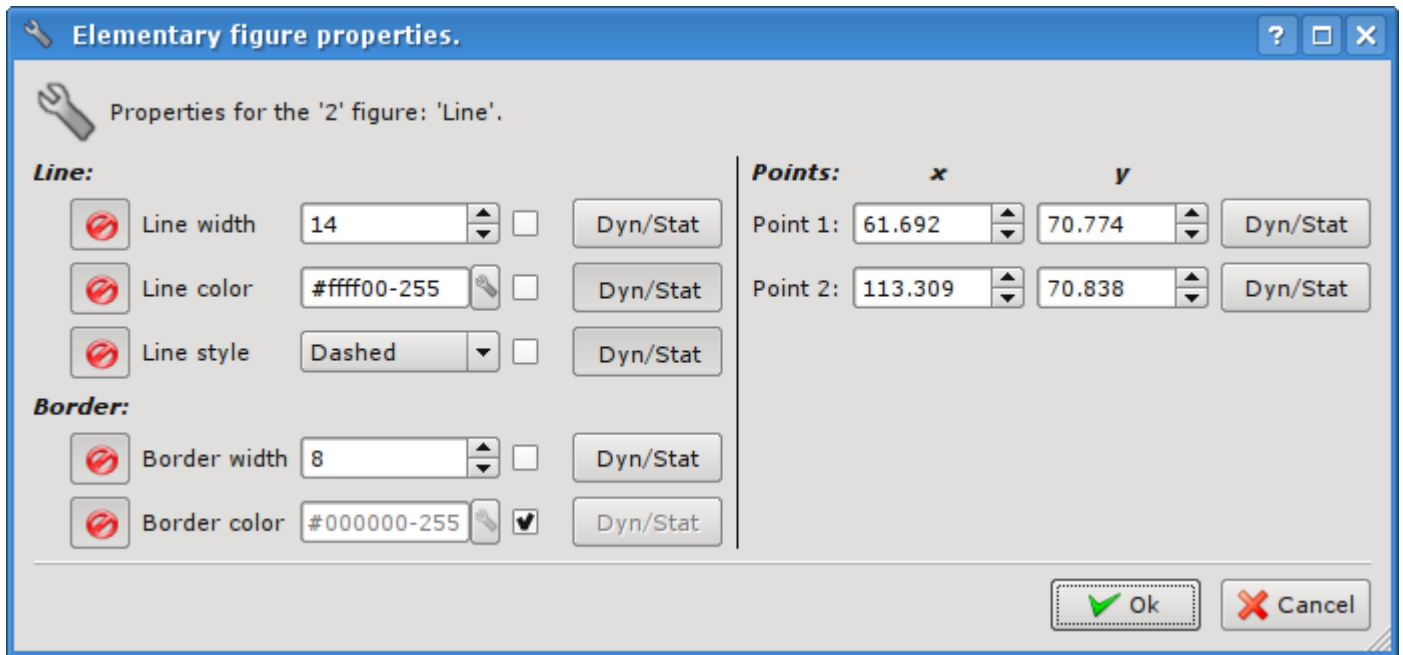 Elementary figure properties.
Properties for the '2' figure: 'Line'.
Line:
Line width 14 Dyn/Stat
Line color #ffff00-255 Dyn/Stat
Line style Dashed Dyn/Stat
Border:
Border width 8 Dyn/Stat
Border color #000000-255 Dyn/Stat
Points: x y
Point 1: 61.692 70.774 Dyn/Stat
Point 2: 113.309 70.838 Dyn/Stat
Ok Cancel